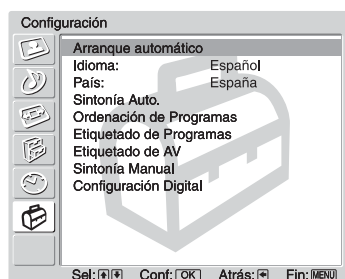 Configuración
Arranque automático
Idioma: Español
País: España
Sintonía Auto.
Ordenación de Programas
Etiquetado de Programas
Etiquetado de AV
Sintonía Manual
Configuración Digital
Sel: Conf: OK Atrás: Fin: MENU